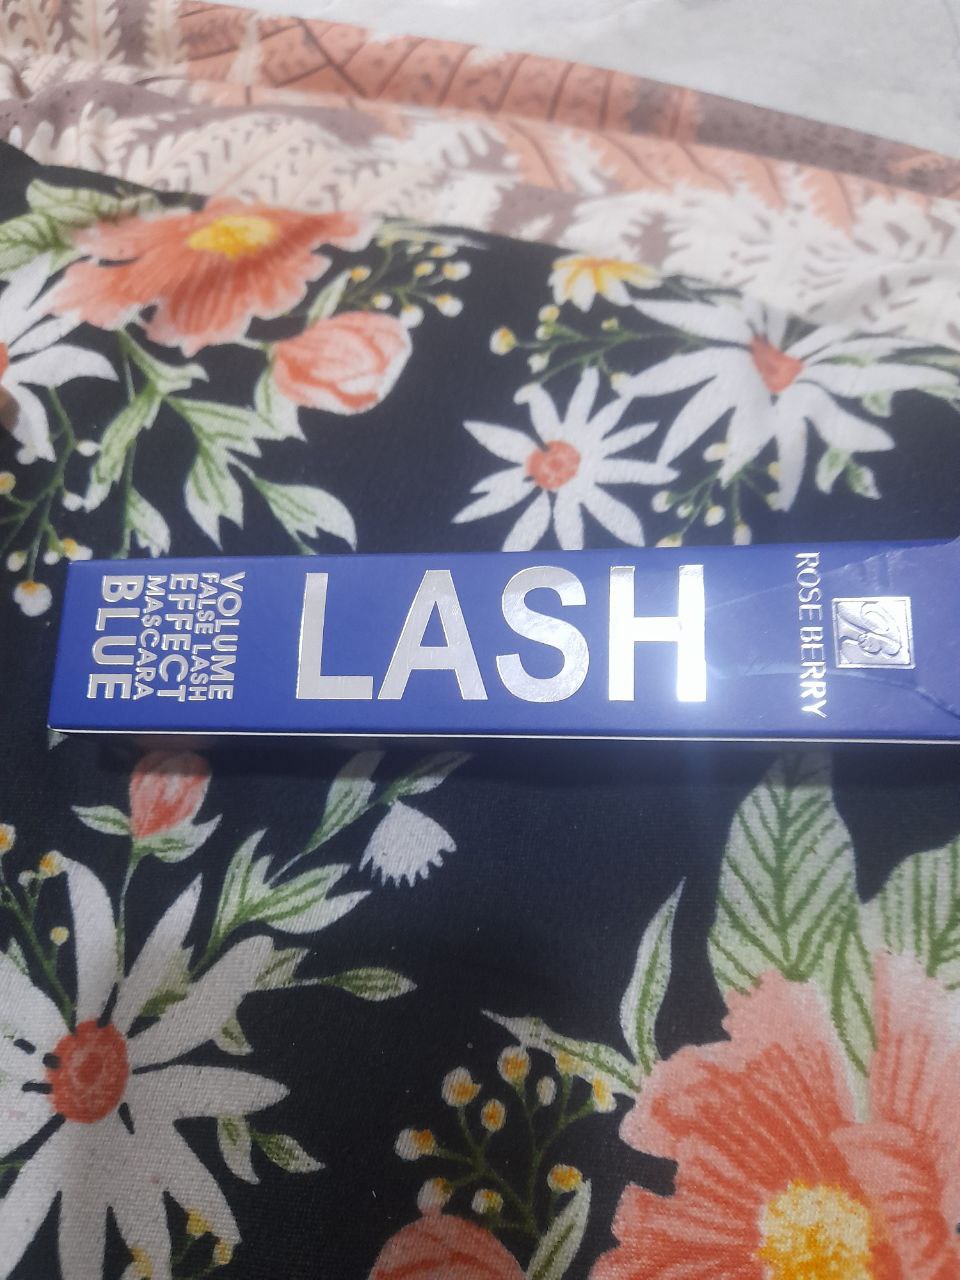 ROSE BERRY
LASH
VOLUME
FALSE LASH
EFFECT
MASCARA
BLUE